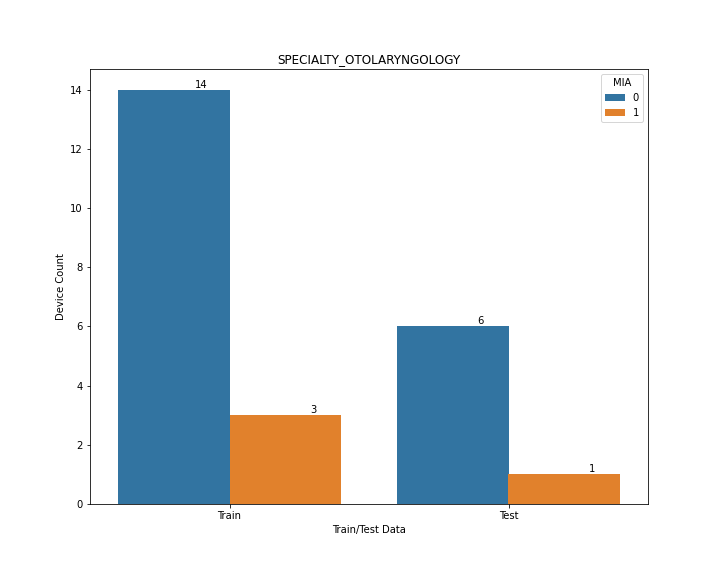 SPECIALTY_OTOLARYNGOLOGY
14
14
MIA
0
1
12
10
8
Device Count
6
6
4
3
2
1
0
Train
Test
Train/Test Data